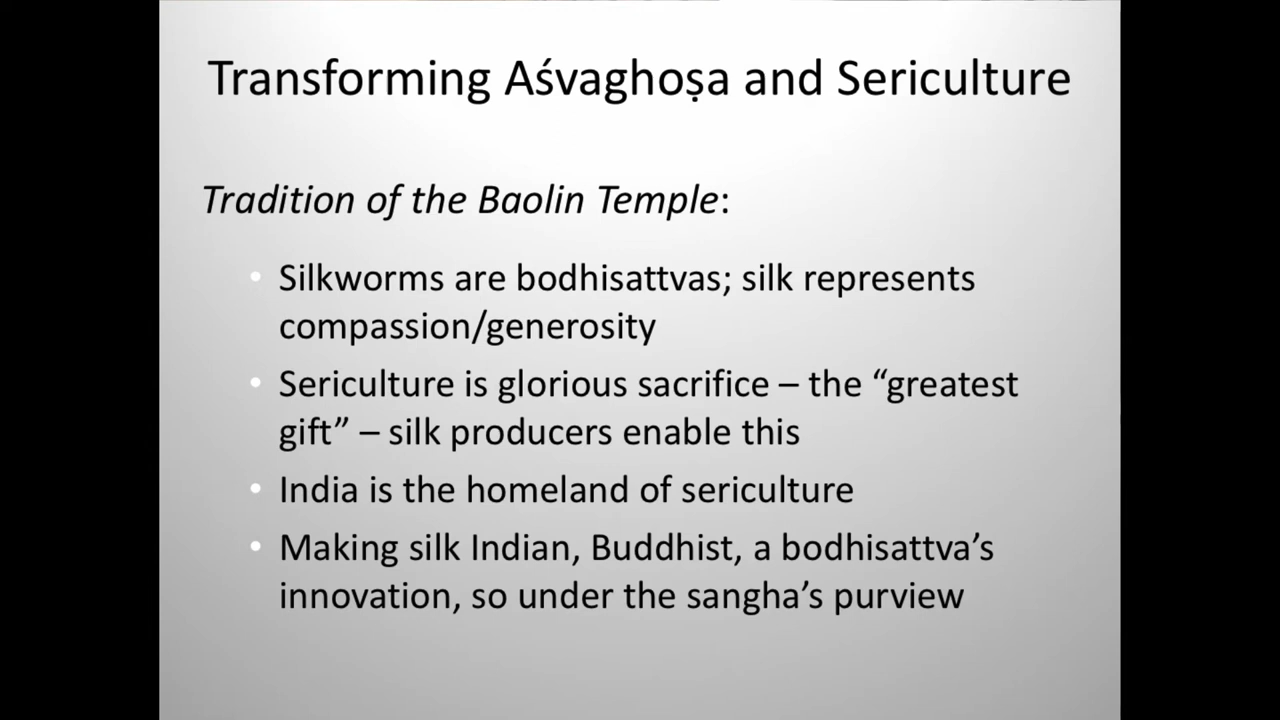 Transforming Aśvaghoṣa and Sericulture
Tradition of the Baolin Temple:
• Silkworms are bodhisattvas; silk represents
compassion/generosity
• Sericulture is glorious sacrifice – the “greatest
gift” – silk producers enable this
• India is the homeland of sericulture
• Making silk Indian, Buddhist, a bodhisattva’s
innovation, so under the sangha’s purview